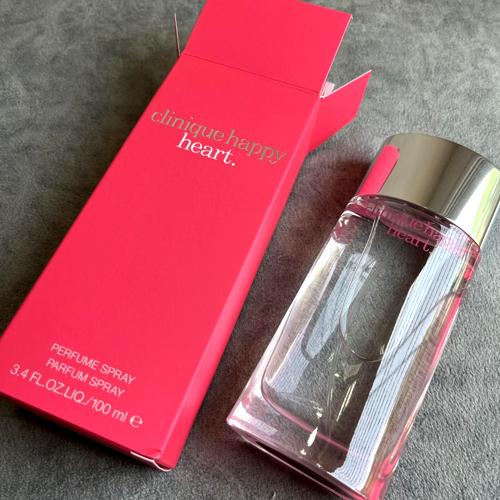 clinique happy
heart.
PERFUME SPRAY
PARFUM SPRAY
3.4 FL.OZ.LIQ./100 ml ℮
clinique happy
heart.